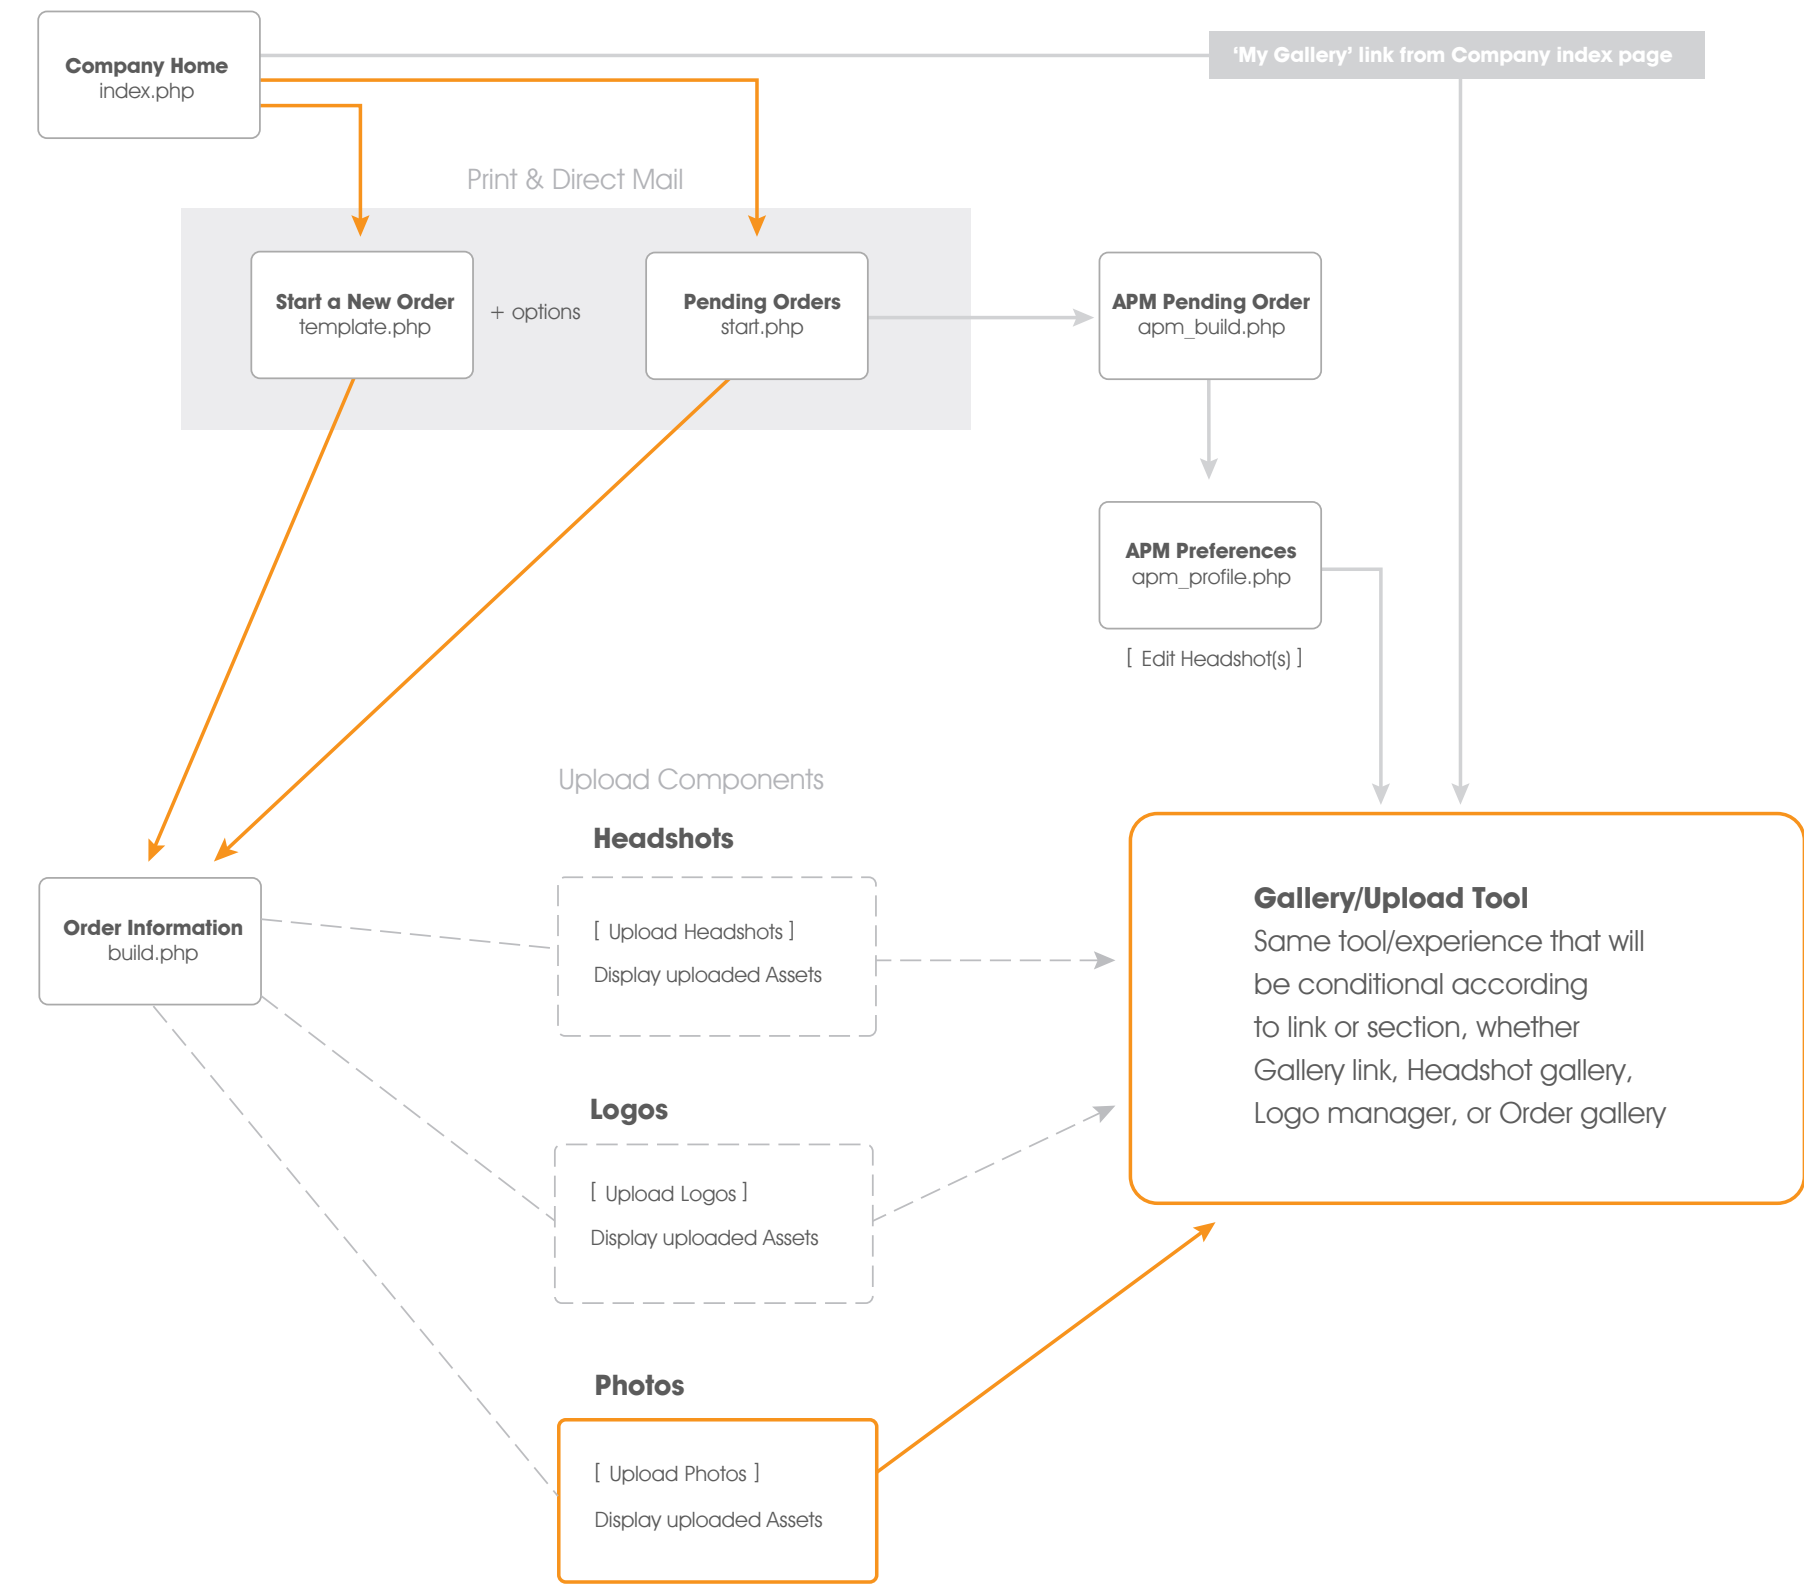 Company Home
index.php
‘My Gallery’ link from Company index page
Print & Direct Mail
Start a New Order
template.php
+ options
Pending Orders
start.php
APM Pending Order
apm_build.php
APM Preferences
apm_profile.php
[ Edit Headshot(s) ]
Upload Components
Headshots
Order Information
build.php
[ Upload Headshots ]
Display uploaded Assets
Gallery/Upload Tool
Same tool/experience that will
be conditional according
to link or section, whether
Gallery link, Headshot gallery,
Logo manager, or Order gallery
Logos
[ Upload Logos ]
Display uploaded Assets
Photos
[ Upload Photos ]
Display uploaded Assets